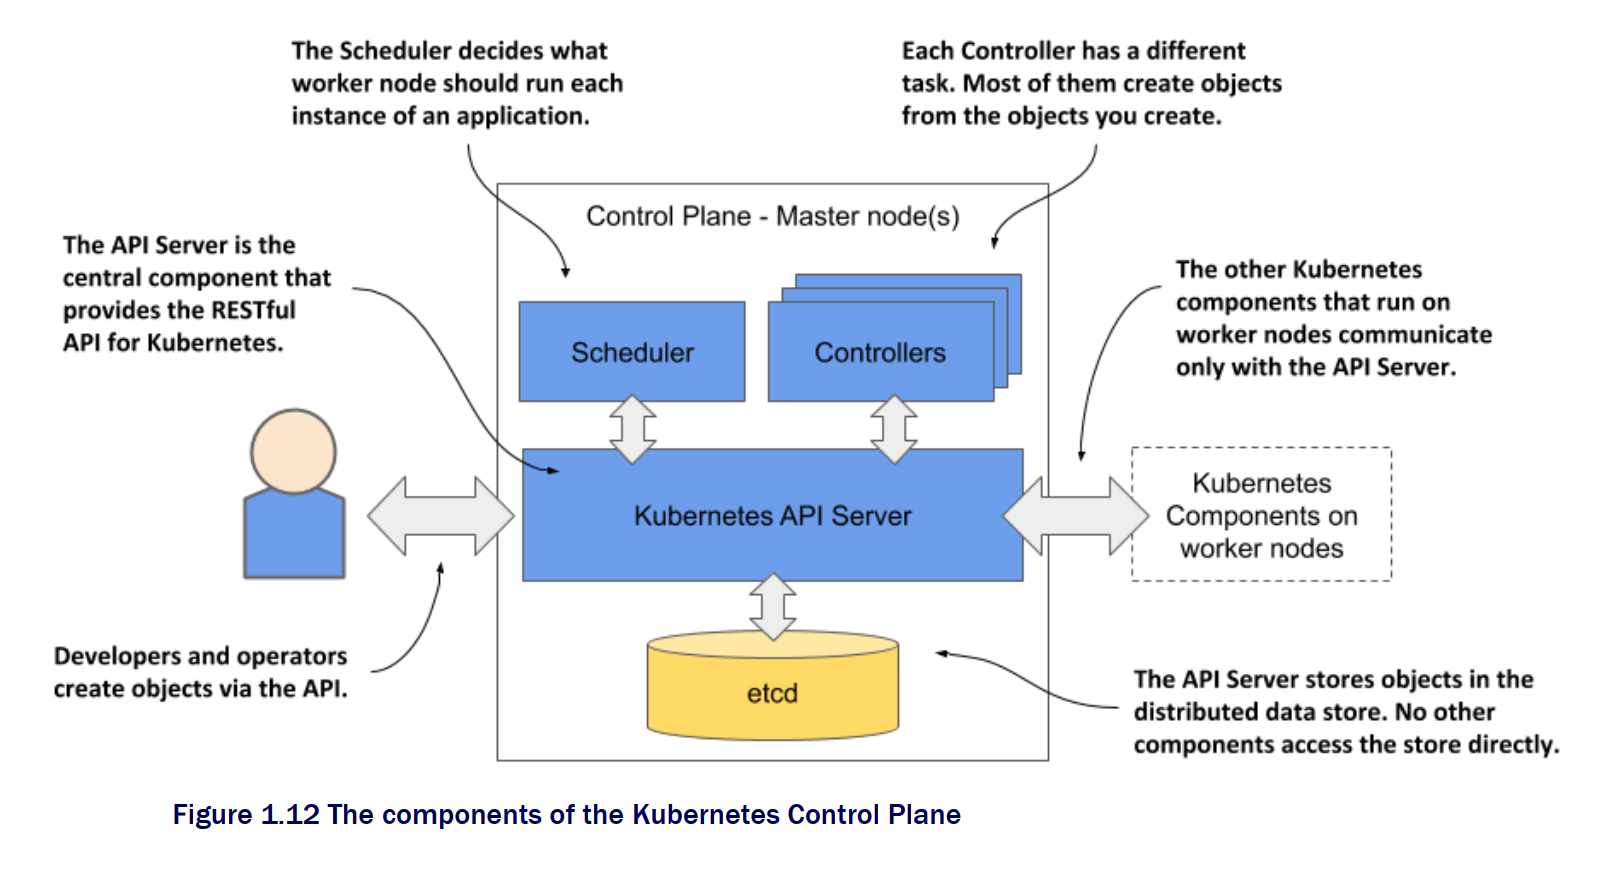 The Scheduler decides what
worker node should run each
instance of an application.
Each Controller has a different
task. Most of them create objects
from the objects you create.
Control Plane - Master node(s)
The API Server is the
central component that
provides the RESTful
API for Kubernetes.
The other Kubernetes
components that run on
worker nodes communicate
only with the API Server.
Scheduler
Controllers
Kubernetes API Server
Kubernetes
Components on
worker nodes
Developers and operators
create objects via the API.
etcd
The API Server stores objects in the
distributed data store. No other
components access the store directly.
Figure 1.12 The components of the Kubernetes Control Plane